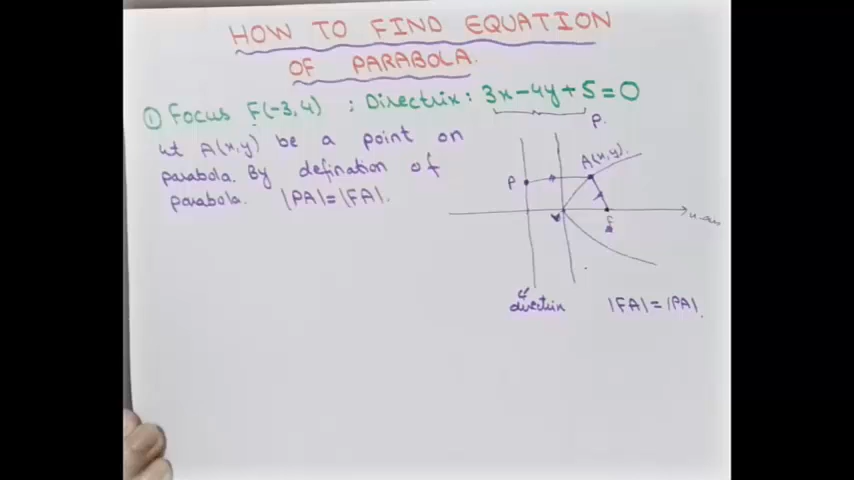 HOW TO FIND EQUATION
OF PARABOLA.
① Focus F(-3,4) ; Directrix: 3x-4y+5=0
P.
Let A(x,y) be a point on
parabola. By defination of
parabola. |PA|=|FA|.
A(x,y).
P
V
F
directrix
|FA|=|PA|.